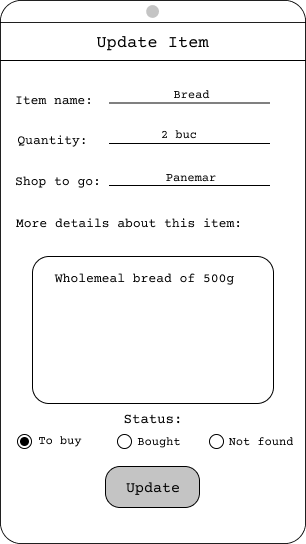 Update Item
Item name: Bread
Quantity: 2 buc
Shop to go: Panemar
More details about this item:
Wholemeal bread of 500g
Status:
To buy Bought Not found
Update